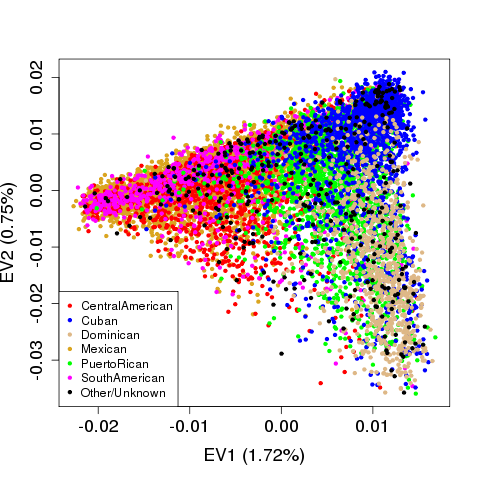 0.02
0.01
0.00
-0.01
-0.02
-0.03
EV2 (0.75%)
CentralAmerican
Cuban
Dominican
Mexican
PuertoRican
SouthAmerican
Other/Unknown
-0.02 -0.01 0.00 0.01
EV1 (1.72%)